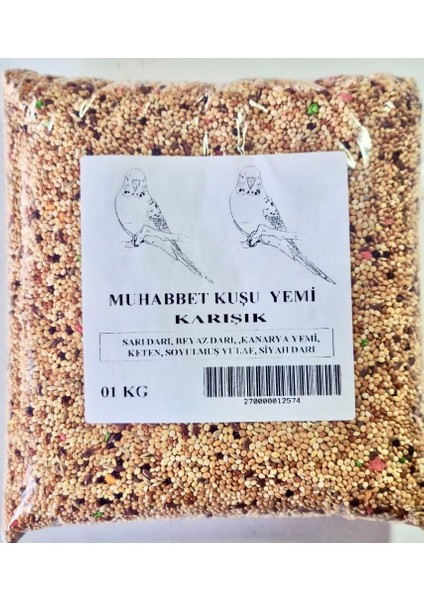 MUHABBET KUŞU YEMİ
KARIŞIK
SARI DARI, BEYAZ DARI, ,KANARYA YEMİ,
KETEN, SOYULMUŞ YULAF, SİYAH DARI
01 KG
270000012574